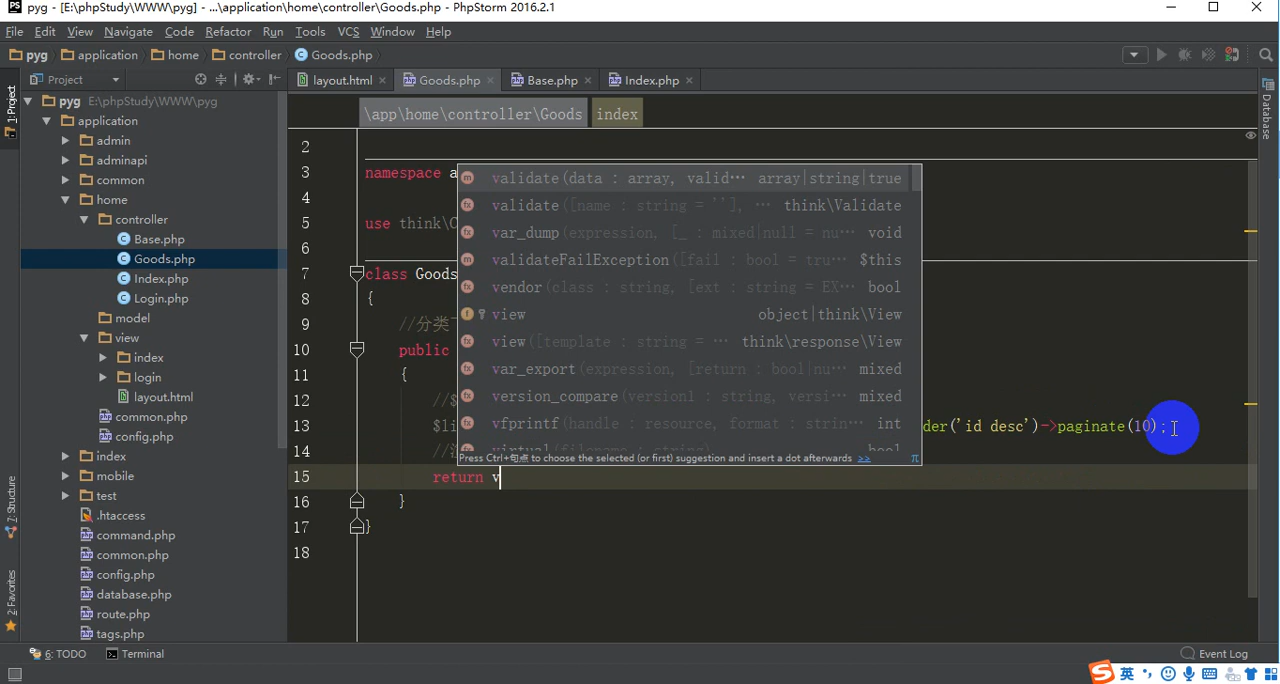 pyg - [E:\phpStudy\WWW\pyg] - ...\application\home\controller\Goods.php - PhpStorm 2016.2.1
File Edit View Navigate Code Refactor Run Tools VCS Window Help
pyg application home controller Goods.php
Project
layout.html Goods.php Base.php Index.php
1: Project
7: Structure
2: Favorites
Database
pyg E:\phpStudy\WWW\pyg
application
admin
adminapi
common
home
controller
Base.php
Goods.php
Index.php
Login.php
model
view
index
login
layout.html
common.php
config.php
index
mobile
test
.htaccess
command.php
common.php
config.php
database.php
route.php
tags.php
\app\home\controller\Goods index
2
3 namespace a
4
5 use think\C
6
7 class Goods
8 {
9 //分类
10 public
11 {
12 //$
13 $li der('id desc')->paginate(10);
14 //
15 return v
16 }
17 }
18
validate(data : array, valid… array|string|true
validate([name : string = ''], … think\Validate
var_dump(expression, [_ : mixed|null = nu… void
validateFailException([fail : bool = tru… $this
vendor(class : string, [ext : string = EX… bool
view object|think\View
view([template : string = … think\response\View
var_export(expression, [return : bool|nu… mixed
version_compare(version1 : string, versi… mixed
vfprintf(handle : resource, format : strin… int
virtual(filename : string) bool
Press Ctrl+句点 to choose the selected (or first) suggestion and insert a dot afterwards >> π
6: TODO Terminal Event Log
英